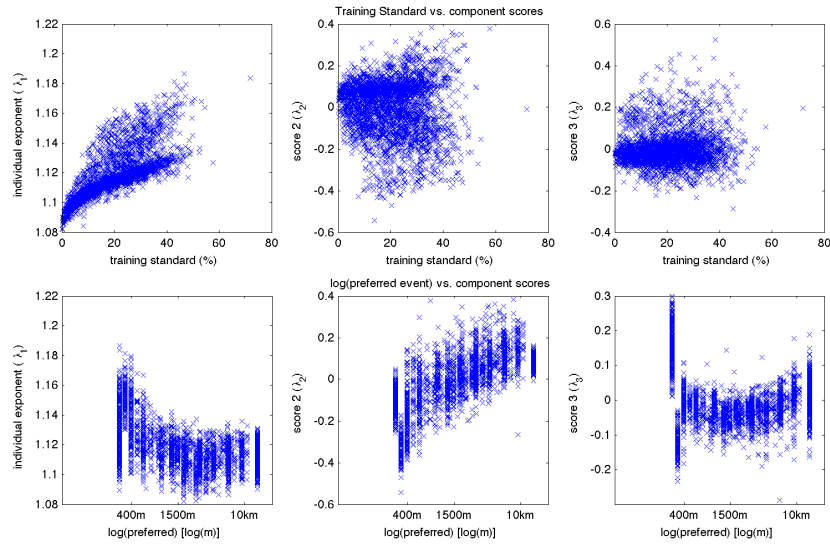 Training Standard vs. component scores
1.22
1.2
1.18
1.16
1.14
1.12
1.1
1.08
0
20
40
60
80
individual exponent ( λ1)
training standard (%)
0.4
0.2
0
-0.2
-0.4
-0.6
0
20
40
60
80
score 2 (λ2)
training standard (%)
0.6
0.4
0.2
0
-0.2
-0.4
0
20
40
60
80
score 3 (λ3)
training standard (%)
log(preferred event) vs. component scores
1.22
1.2
1.18
1.16
1.14
1.12
1.1
1.08
400m
1500m
10km
individual exponent ( λ1)
log(preferred) [log(m)]
0.4
0.2
0
-0.2
-0.4
-0.6
400m
1500m
10km
score 2 (λ2)
log(preferred) [log(m)]
0.3
0.2
0.1
0
-0.1
-0.2
400m
1500m
10km
score 3 (λ3)
log(preferred) [log(m)]